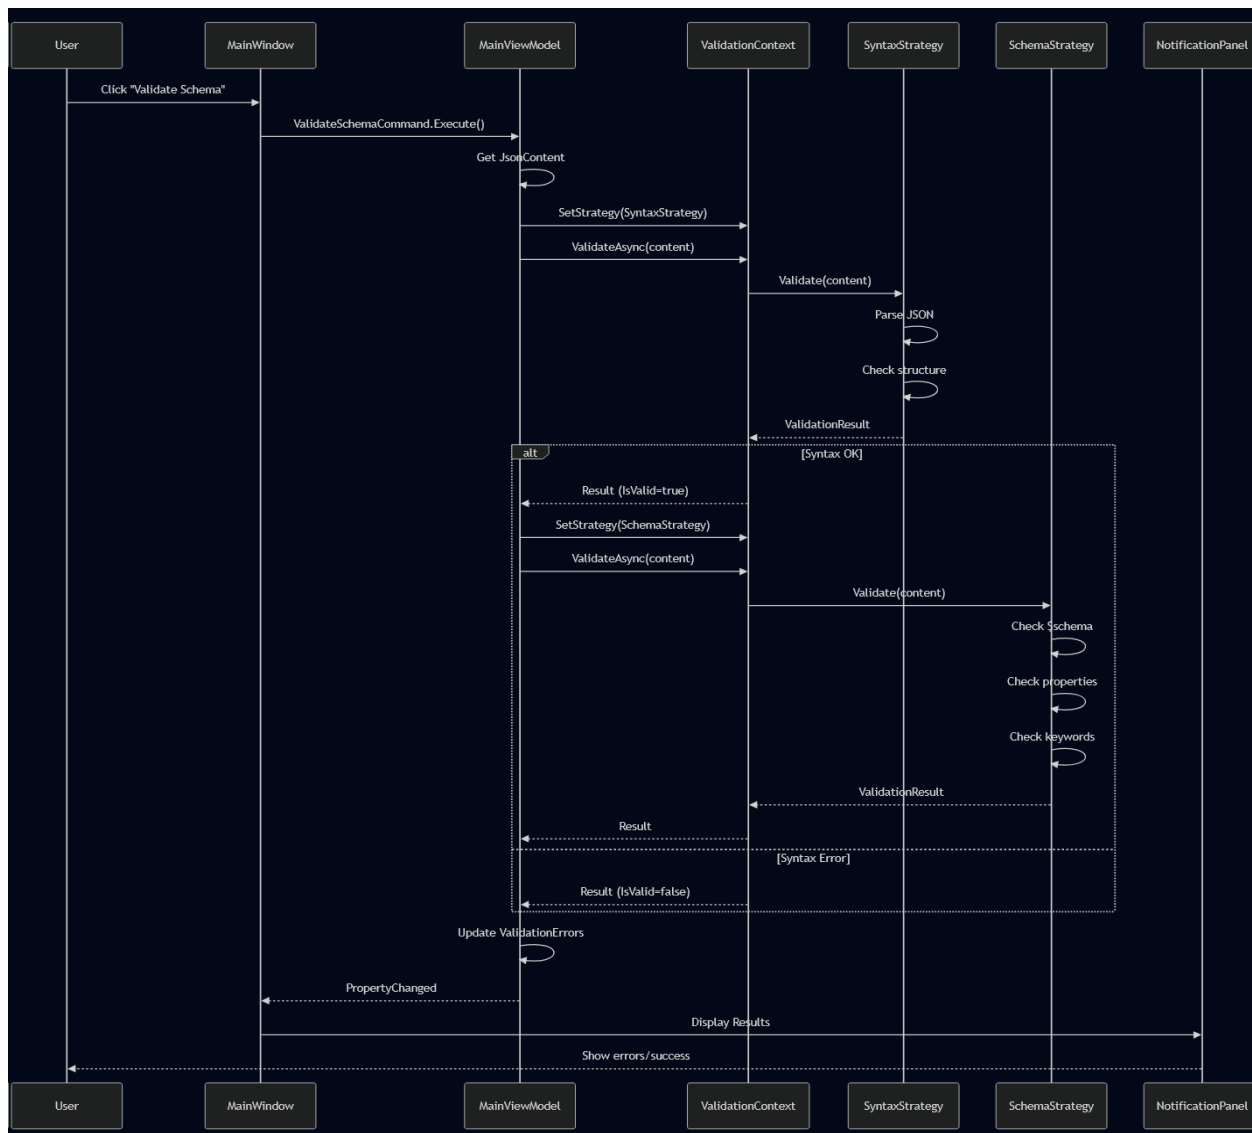 User
MainWindow
MainViewModel
ValidationContext
SyntaxStrategy
SchemaStrategy
NotificationPanel
Click "Validate Schema"
ValidateSchemaCommand.Execute()
Get JsonContent
SetStrategy(SyntaxStrategy)
ValidateAsync(content)
Validate(content)
Parse JSON
Check structure
ValidationResult
alt
[Syntax OK]
Result (IsValid=true)
SetStrategy(SchemaStrategy)
ValidateAsync(content)
Validate(content)
Check $schema
Check properties
Check keywords
ValidationResult
Result
[Syntax Error]
Result (IsValid=false)
Update ValidationErrors
PropertyChanged
Display Results
Show errors/success
User
MainWindow
MainViewModel
ValidationContext
SyntaxStrategy
SchemaStrategy
NotificationPanel